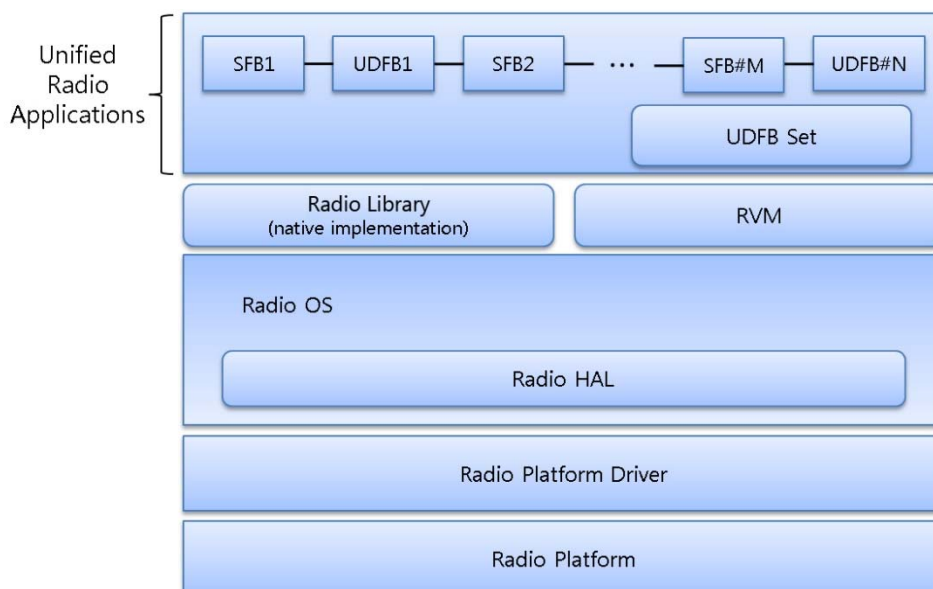 Unified
Radio
Applications
SFB1
UDFB1
SFB2
...
SFB#M
UDFB#N
UDFB Set
Radio Library
(native implementation)
RVM
Radio OS
Radio HAL
Radio Platform Driver
Radio Platform